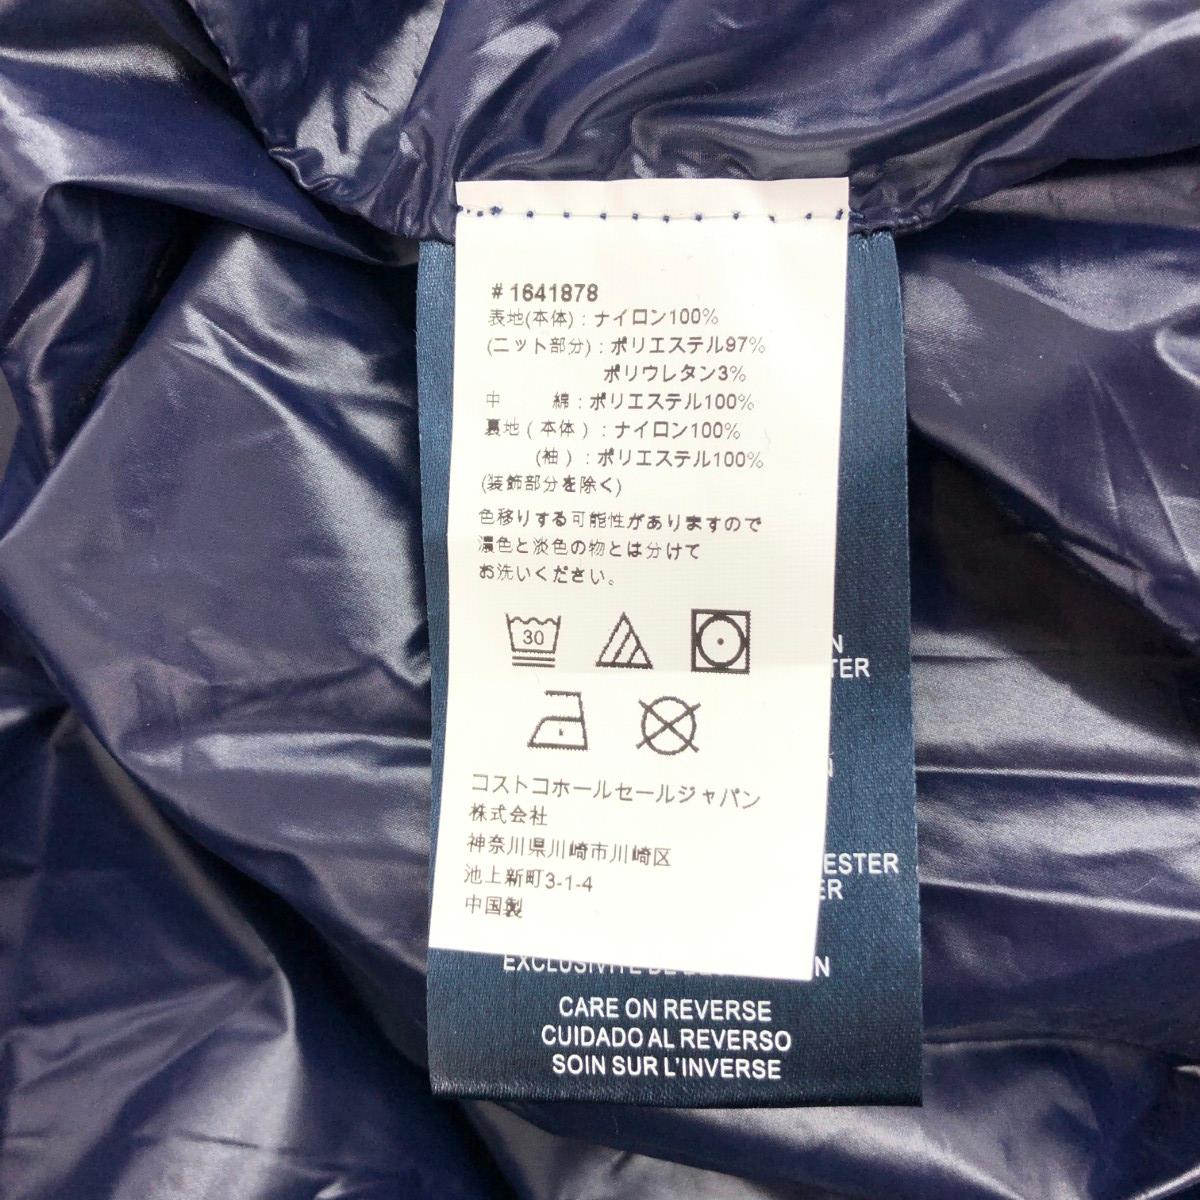 #1641878
表地(本体):ナイロン100%
(ニット部分):ポリエステル97%
ポリウレタン3%
中 綿:ポリエステル100%
裏地(本体):ナイロン100%
(袖):ポリエステル100%
(装飾部分を除く)
色移りする可能性がありますので
濃色と淡色の物とは分けて
お洗いください。
30
コストコホールセールジャパン
株式会社
神奈川県川崎市川崎区
池上新町3-1-4
中国製
N
TER
N
ESTER
ER
EXCLUSIVITÉ DE
N
CARE ON REVERSE
CUIDADO AL REVERSO
SOIN SUR L'INVERSE